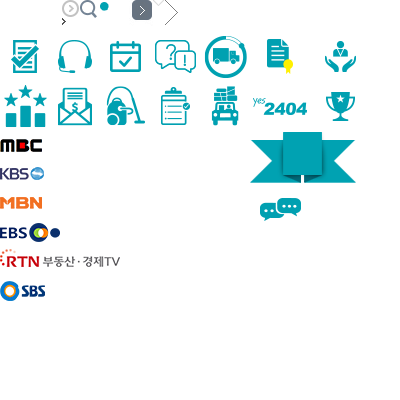 yes 2404
MBC
KBS
MBN
EBS
RTN 부동산·경제TV
SBS